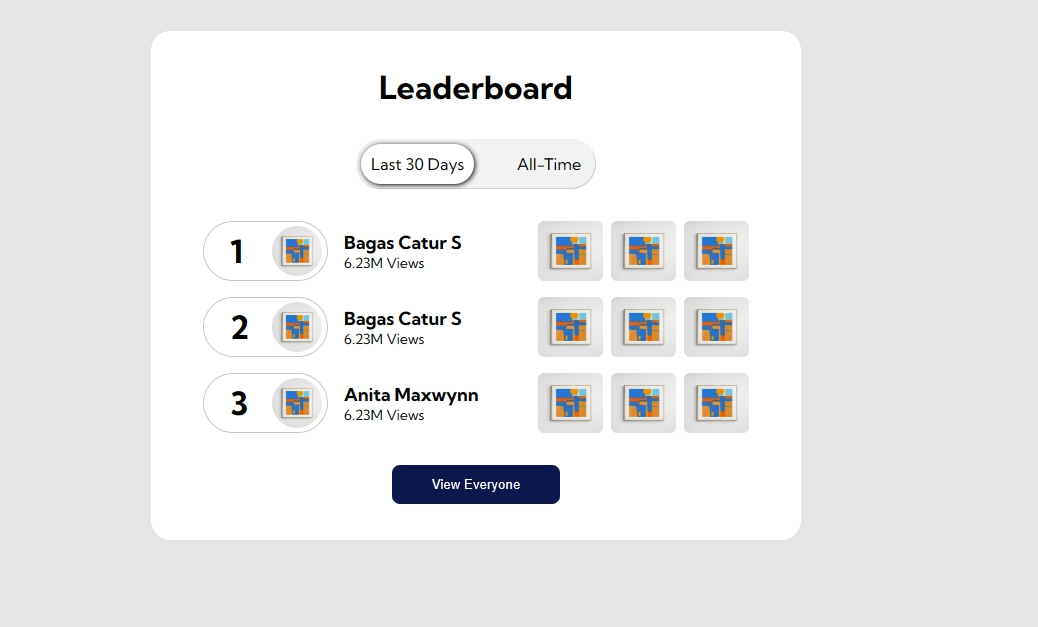 Leaderboard
Last 30 Days All-Time
1 Bagas Catur S
6.23M Views
2 Bagas Catur S
6.23M Views
3 Anita Maxwynn
6.23M Views
View Everyone